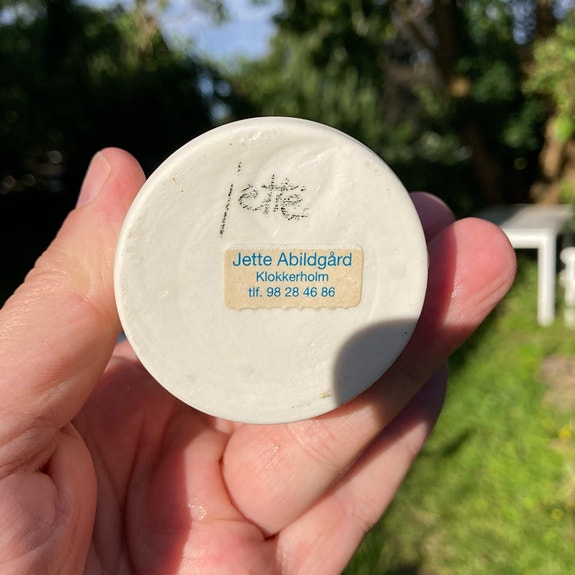 jette
Jette Abildgård
Klokkerholm
tlf. 98 28 46 86